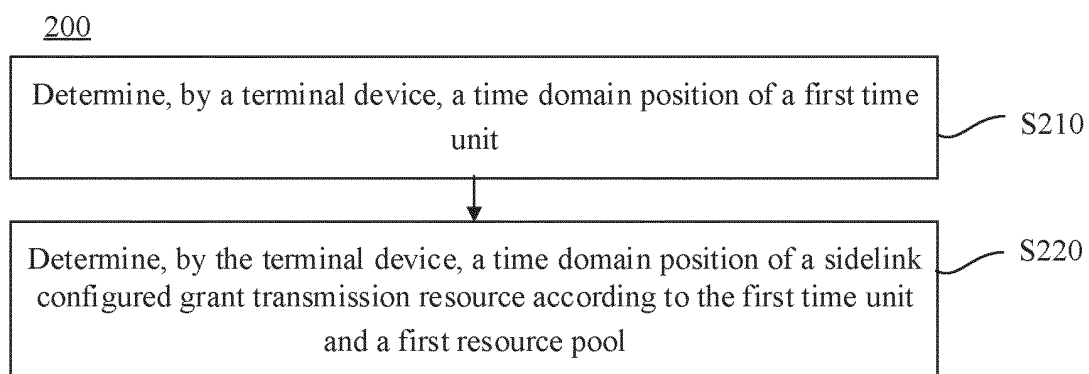 200
Determine, by a terminal device, a time domain position of a first time
unit
S210
Determine, by the terminal device, a time domain position of a sidelink
configured grant transmission resource according to the first time unit
and a first resource pool
S220